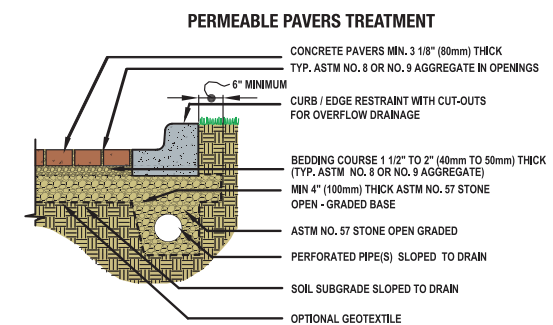 PERMEABLE PAVERS TREATMENT
CONCRETE PAVERS MIN. 3 1/8" (80mm) THICK
TYP. ASTM NO. 8 OR NO. 9 AGGREGATE IN OPENINGS
6" MINIMUM
CURB / EDGE RESTRAINT WITH CUT-OUTS
FOR OVERFLOW DRAINAGE
BEDDING COURSE 1 1/2" TO 2" (40mm TO 50mm) THICK
(TYP. ASTM NO. 8 OR NO. 9 AGGREGATE)
MIN 4" (100mm) THICK ASTM NO. 57 STONE
OPEN - GRADED BASE
ASTM NO. 57 STONE OPEN GRADED
PERFORATED PIPE(S) SLOPED TO DRAIN
SOIL SUBGRADE SLOPED TO DRAIN
OPTIONAL GEOTEXTILE